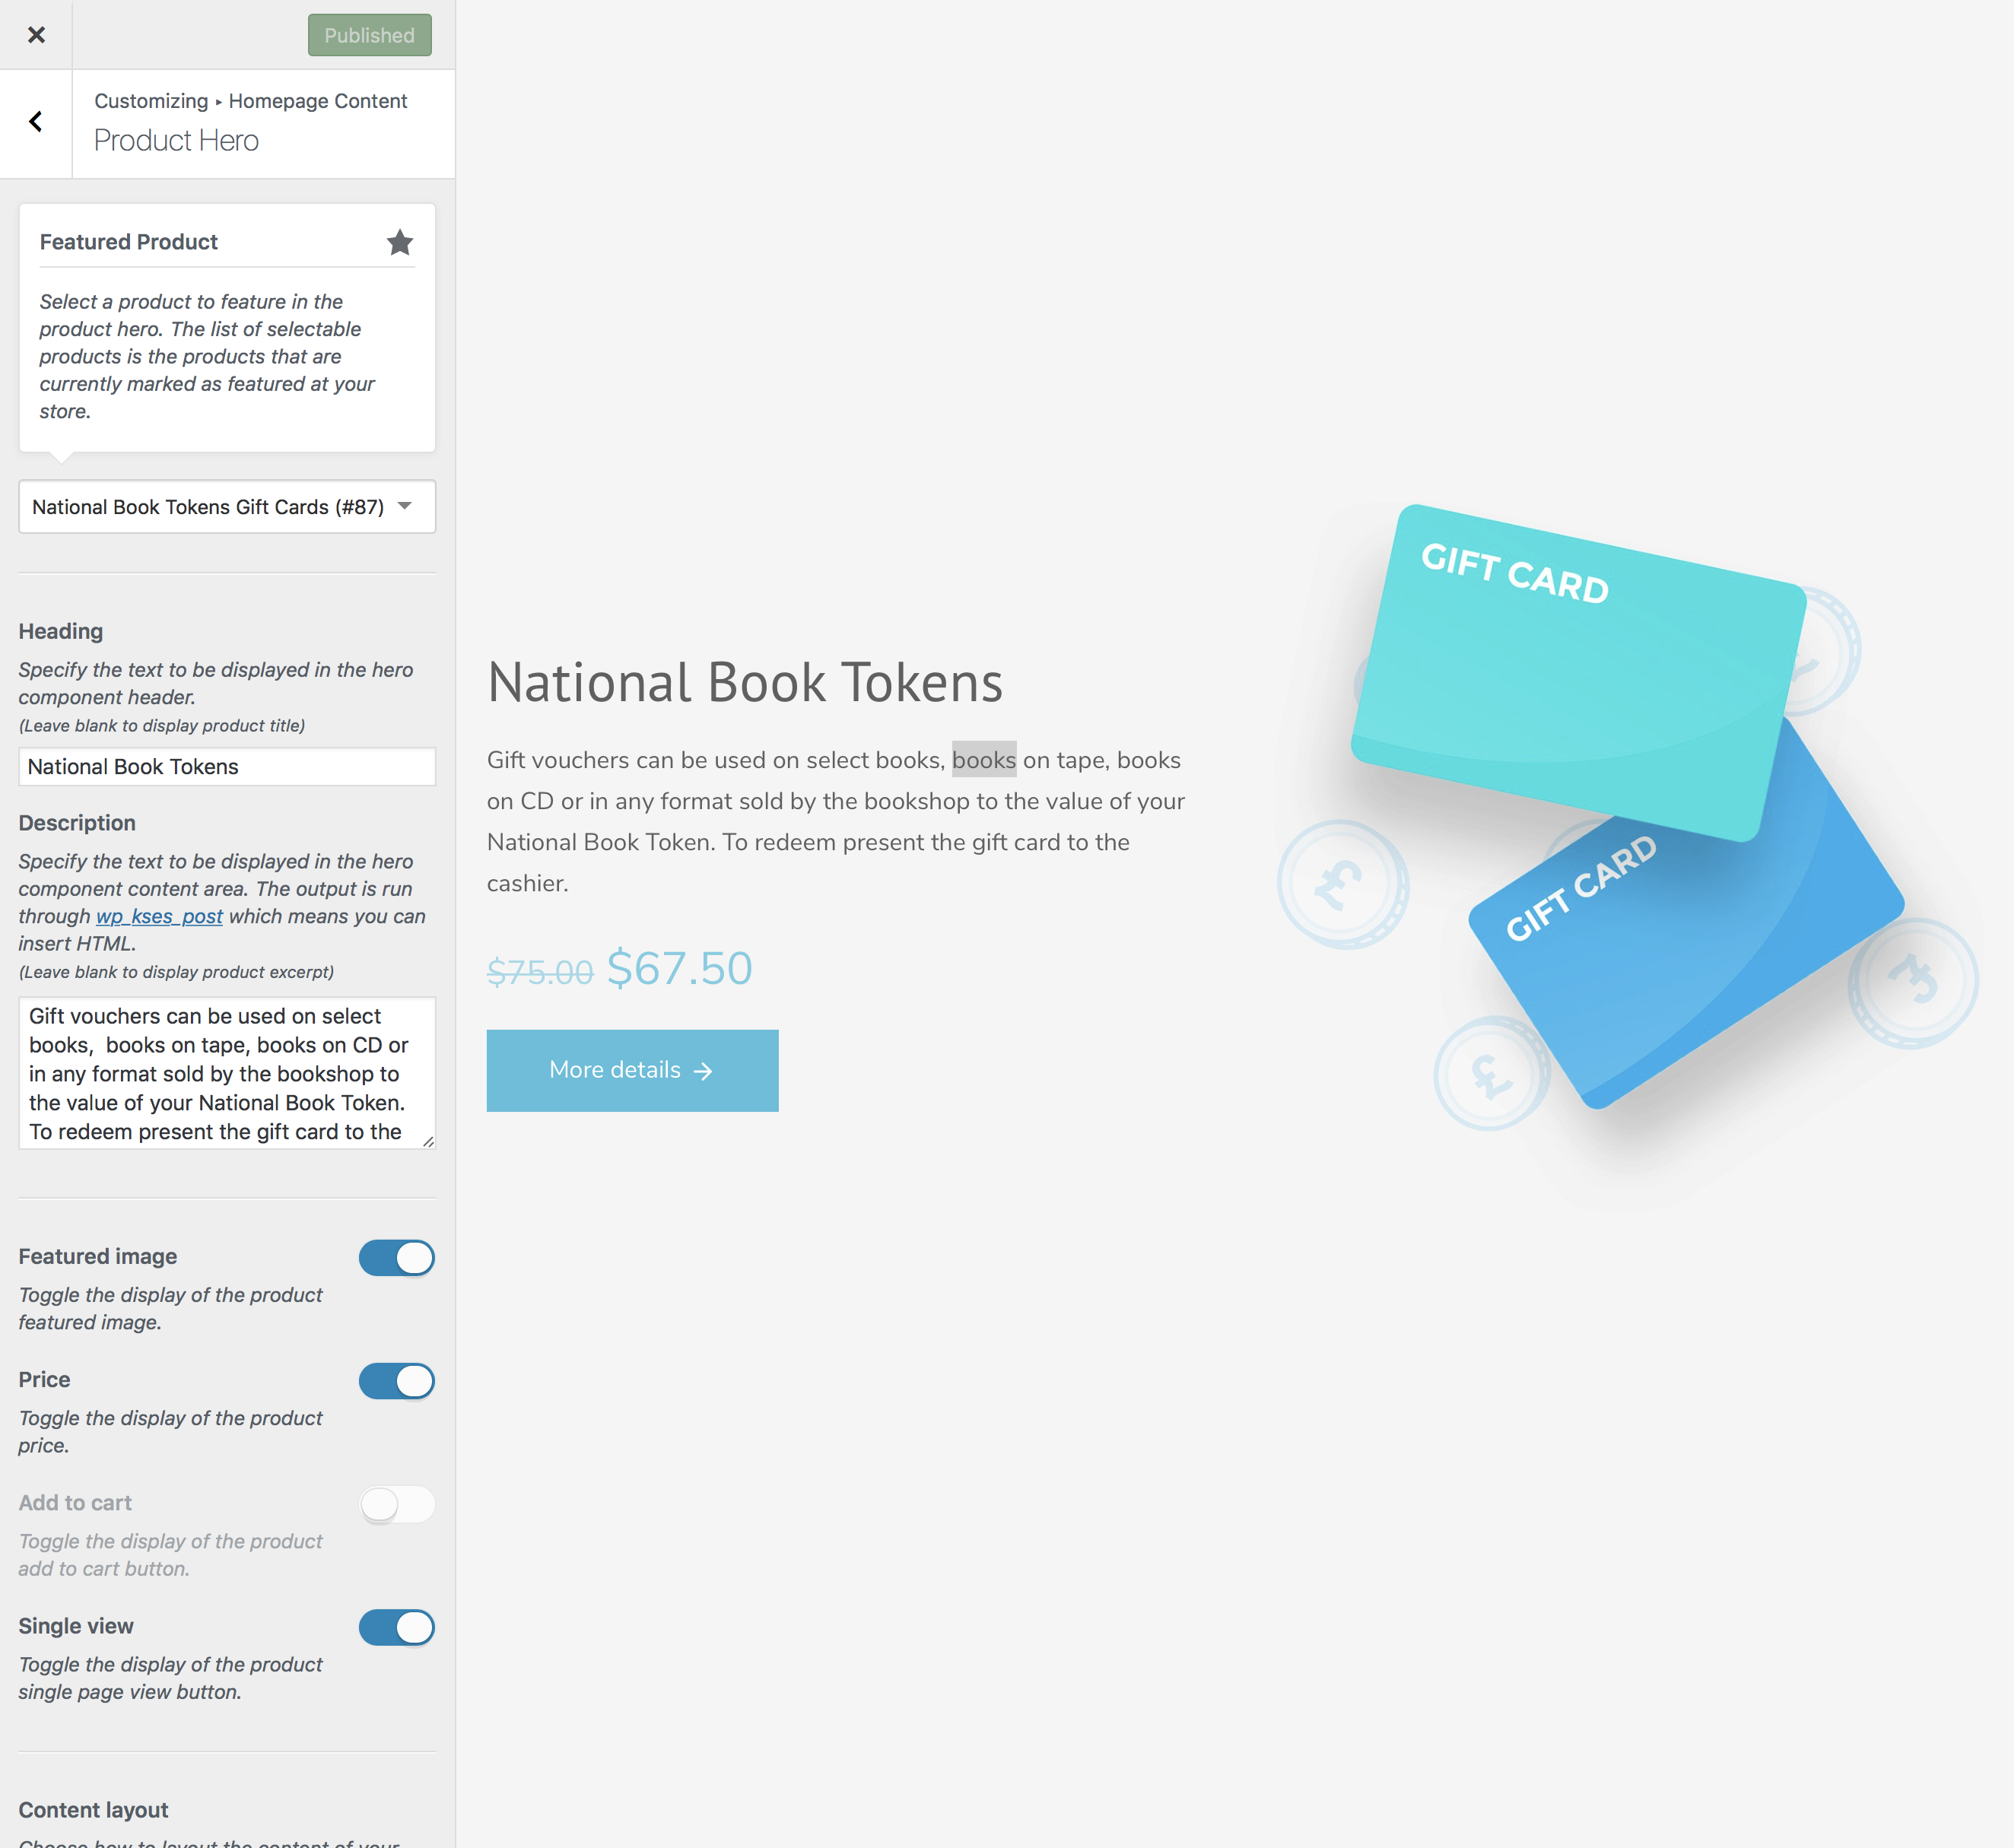 Published
Customizing ▸ Homepage Content
Product Hero
Featured Product
Select a product to feature in the
product hero. The list of selectable
products is the products that are
currently marked as featured at your
store.
National Book Tokens Gift Cards (#87)
Heading
Specify the text to be displayed in the hero
component header.
(Leave blank to display product title)
National Book Tokens
Description
Specify the text to be displayed in the hero
component content area. The output is run
through wp_kses_post which means you can
insert HTML.
(Leave blank to display product excerpt)
Gift vouchers can be used on select
books,  books on tape, books on CD or
in any format sold by the bookshop to
the value of your National Book Token.
To redeem present the gift card to the
Featured image
Toggle the display of the product
featured image.
Price
Toggle the display of the product
price.
Add to cart
Toggle the display of the product
add to cart button.
Single view
Toggle the display of the product
single page view button.
Content layout
Choose how to layout the content of your
National Book Tokens
Gift vouchers can be used on select books, books on tape, books
on CD or in any format sold by the bookshop to the value of your
National Book Token. To redeem present the gift card to the
cashier.
$75.00 $67.50
More details →
GIFT CARD
GIFT CARD
£
£
£
£